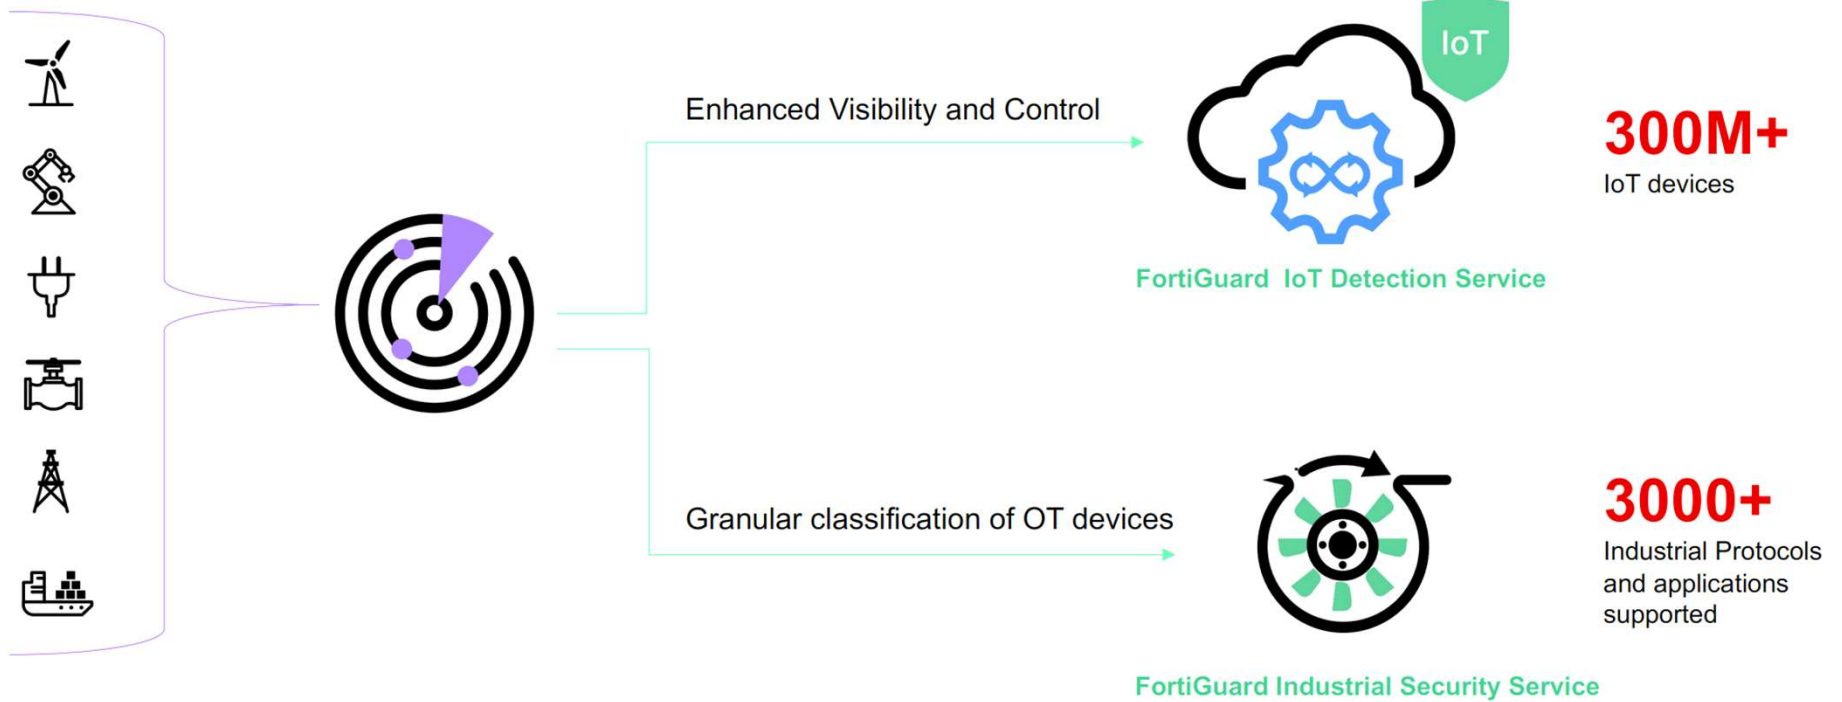 IoT
Enhanced Visibility and Control
300M+
IoT devices
FortiGuard IoT Detection Service
Granular classification of OT devices
3000+
Industrial Protocols
and applications
supported
FortiGuard Industrial Security Service